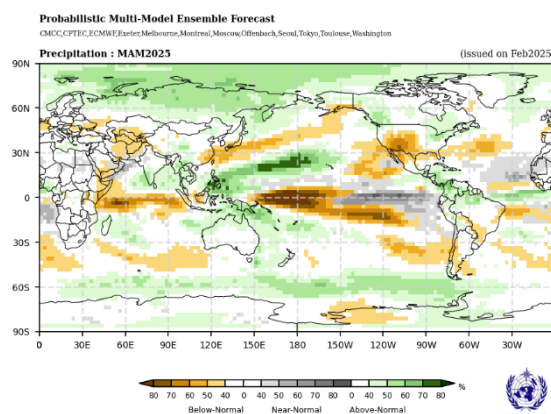 Probabilistic Multi-Model Ensemble Forecast
CMCC,CPTEC,ECMWF,Exeter,Melbourne,Montreal,Moscow,Offenbach,Seoul,Tokyo,Toulouse,Washington
Precipitation : MAM2025 (issued on Feb2025
90N
60N
30N
0
30S
60S
90S
0 30E 60E 90E 120E 150E 180 150W 120W 90W 60W 30W
80 70 60 50 40 0 40 50 60 70 80 0 40 50 60 70 80 %
Below-Normal Near-Normal Above-Normal